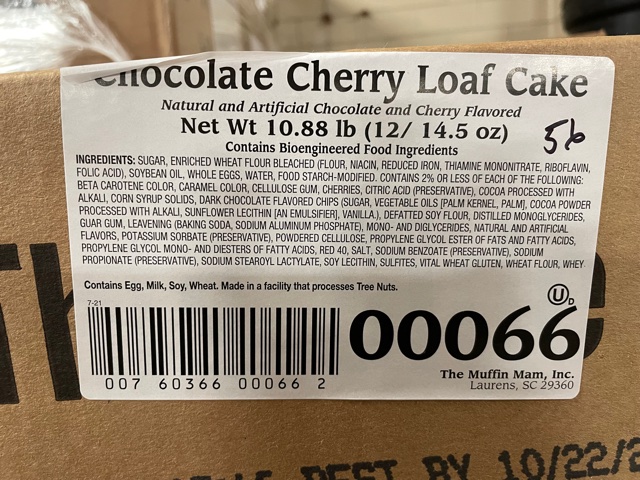 Chocolate Cherry Loaf Cake
Natural and Artificial Chocolate and Cherry Flavored
Net Wt 10.88 lb (12/ 14.5 oz)
56
Contains Bioengineered Food Ingredients
INGREDIENTS: SUGAR, ENRICHED WHEAT FLOUR BLEACHED (FLOUR, NIACIN, REDUCED IRON, THIAMINE MONONITRATE, RIBOFLAVIN,
FOLIC ACID), SOYBEAN OIL, WHOLE EGGS, WATER, FOOD STARCH-MODIFIED. CONTAINS 2% OR LESS OF EACH OF THE FOLLOWING:
BETA CAROTENE COLOR, CARAMEL COLOR, CELLULOSE GUM, CHERRIES, CITRIC ACID (PRESERVATIVE), COCOA PROCESSED WITH
ALKALI, CORN SYRUP SOLIDS, DARK CHOCOLATE FLAVORED CHIPS (SUGAR, VEGETABLE OILS [PALM KERNEL, PALM], COCOA POWDER
PROCESSED WITH ALKALI, SUNFLOWER LECITHIN [AN EMULSIFIER], VANILLA.), DEFATTED SOY FLOUR, DISTILLED MONOGLYCERIDES,
GUAR GUM, LEAVENING (BAKING SODA, SODIUM ALUMINUM PHOSPHATE), MONO- AND DIGLYCERIDES, NATURAL AND ARTIFICIAL
FLAVORS, POTASSIUM SORBATE (PRESERVATIVE), POWDERED CELLULOSE, PROPYLENE GLYCOL ESTER OF FATS AND FATTY ACIDS,
PROPYLENE GLYCOL MONO- AND DIESTERS OF FATTY ACIDS, RED 40, SALT, SODIUM BENZOATE (PRESERVATIVE), SODIUM
PROPIONATE (PRESERVATIVE), SODIUM STEAROYL LACTYLATE, SOY LECITHIN, SULFITES, VITAL WHEAT GLUTEN, WHEAT FLOUR, WHEY
Contains Egg, Milk, Soy, Wheat. Made in a facility that processes Tree Nuts.
7-21
U D
00066
007 60366 00066 2
The Muffin Mam, Inc.
Laurens, SC 29360
BEST BY 10/22/2